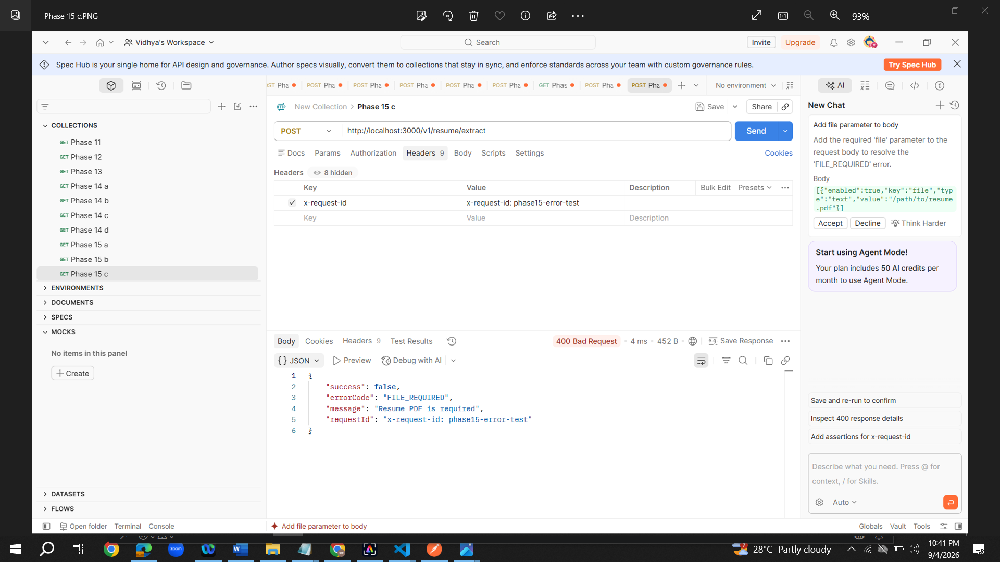 Phase 15 c.PNG
93%
Vidhya's Workspace
Search
Invite
Upgrade
Spec Hub is your single home for API design and governance. Author specs visually, convert them to collections that stay in sync, and enforce standards across your team with custom governance rules.
Try Spec Hub
POST Pha
POST Pha
POST Pha
POST Pha
POST Pha
GET Phas
POST Pha
POST Pha
No environment
AI
New Collection > Phase 15 c
Save
Share
New Chat
COLLECTIONS
GET Phase 11
GET Phase 12
GET Phase 13
GET Phase 14 a
GET Phase 14 b
GET Phase 14 c
GET Phase 14 d
GET Phase 15 a
GET Phase 15 b
GET Phase 15 c
ENVIRONMENTS
DOCUMENTS
SPECS
MOCKS
No items in this panel
Create
DATASETS
FLOWS
POST
http://localhost:3000/v1/resume/extract
Send
Docs Params Authorization Headers 9 Body Scripts Settings
Cookies
Headers 8 hidden
Key Value Description Bulk Edit Presets
x-request-id x-request-id: phase15-error-test
Key Value Description
Body Cookies Headers 9 Test Results
400 Bad Request • 4 ms • 452 B
e.g. Save Response
{} JSON Preview Debug with AI
1 {
2 "success": false,
3 "errorCode": "FILE_REQUIRED",
4 "message": "Resume PDF is required",
5 "requestId": "x-request-id: phase15-error-test"
6 }
Add file parameter to body
Add the required 'file' parameter to the
request body to resolve the
'FILE_REQUIRED' error.
Body
[{"enabled":true,"key":"file","typ
e":"text","value":"/path/to/resume
.pdf"}]
Accept Decline Think Harder
Start using Agent Mode!
Your plan includes 50 AI credits per
month to use Agent Mode.
Save and re-run to confirm
Inspect 400 response details
Add assertions for x-request-id
Describe what you need. Press @ for
context, / for Skills.
Auto
Open folder Terminal Console
Add file parameter to body
Globals Vault Tools
zoom
28°C Partly cloudy
10:41 PM
9/4/2026